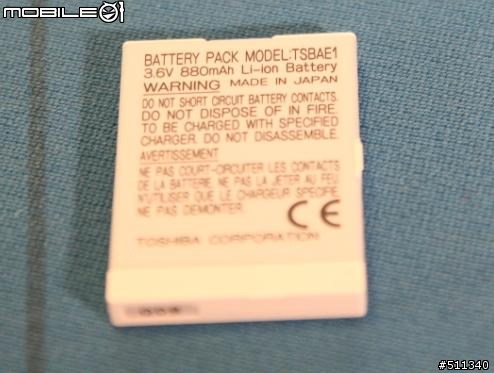 MOBILE01
BATTERY PACK MODEL:TSBAE1
3.6V 880mAh Li-ion Battery
WARNING MADE IN JAPAN
DO NOT SHORT CIRCUIT BATTERY CONTACTS.
DO NOT DISPOSE OF IN FIRE.
TO BE CHARGED WITH SPECIFIED
CHARGER. DO NOT DISASSEMBLE.
AVERTISSEMENT
NE PAS COURT-CIRCUITER LES CONTACTS
DE LA BATTERIE. NE PAS LA JETER AU FEU
N'UTILISER QUE LE CHARGEUR SPECIFIE
NE PAS DEMONTER.
CE
TOSHIBA CORPORATION
#511340